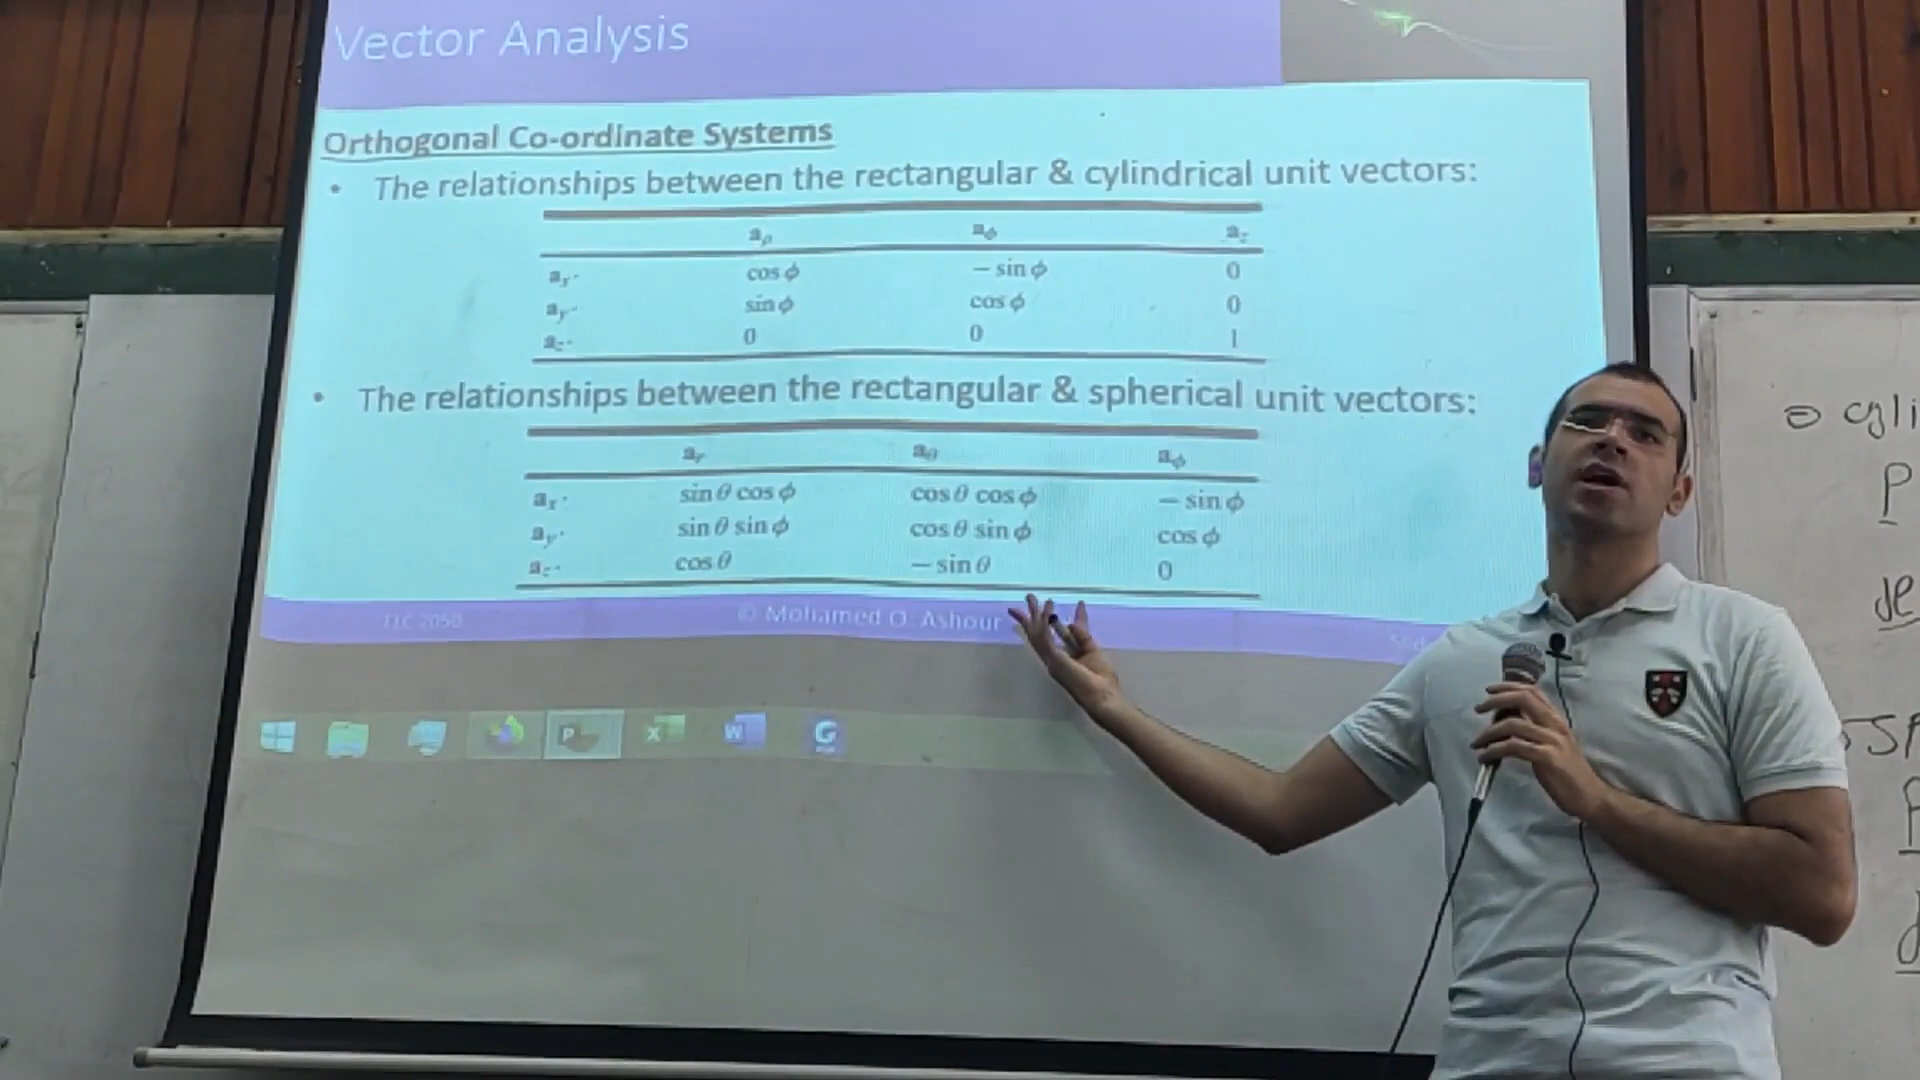 Vector Analysis
Orthogonal Co-ordinate Systems
• The relationships between the rectangular & cylindrical unit vectors:
aρ aϕ az
ax· cos ϕ − sin ϕ 0
ay· sin ϕ cos ϕ 0
az· 0 0 1
• The relationships between the rectangular & spherical unit vectors:
ar aθ aϕ
ax· sin θ cos ϕ cos θ cos ϕ − sin ϕ
ay· sin θ sin ϕ cos θ sin ϕ cos ϕ
az· cos θ − sin θ 0
© Mohamed O. Ashour
P X W G
cyli
P